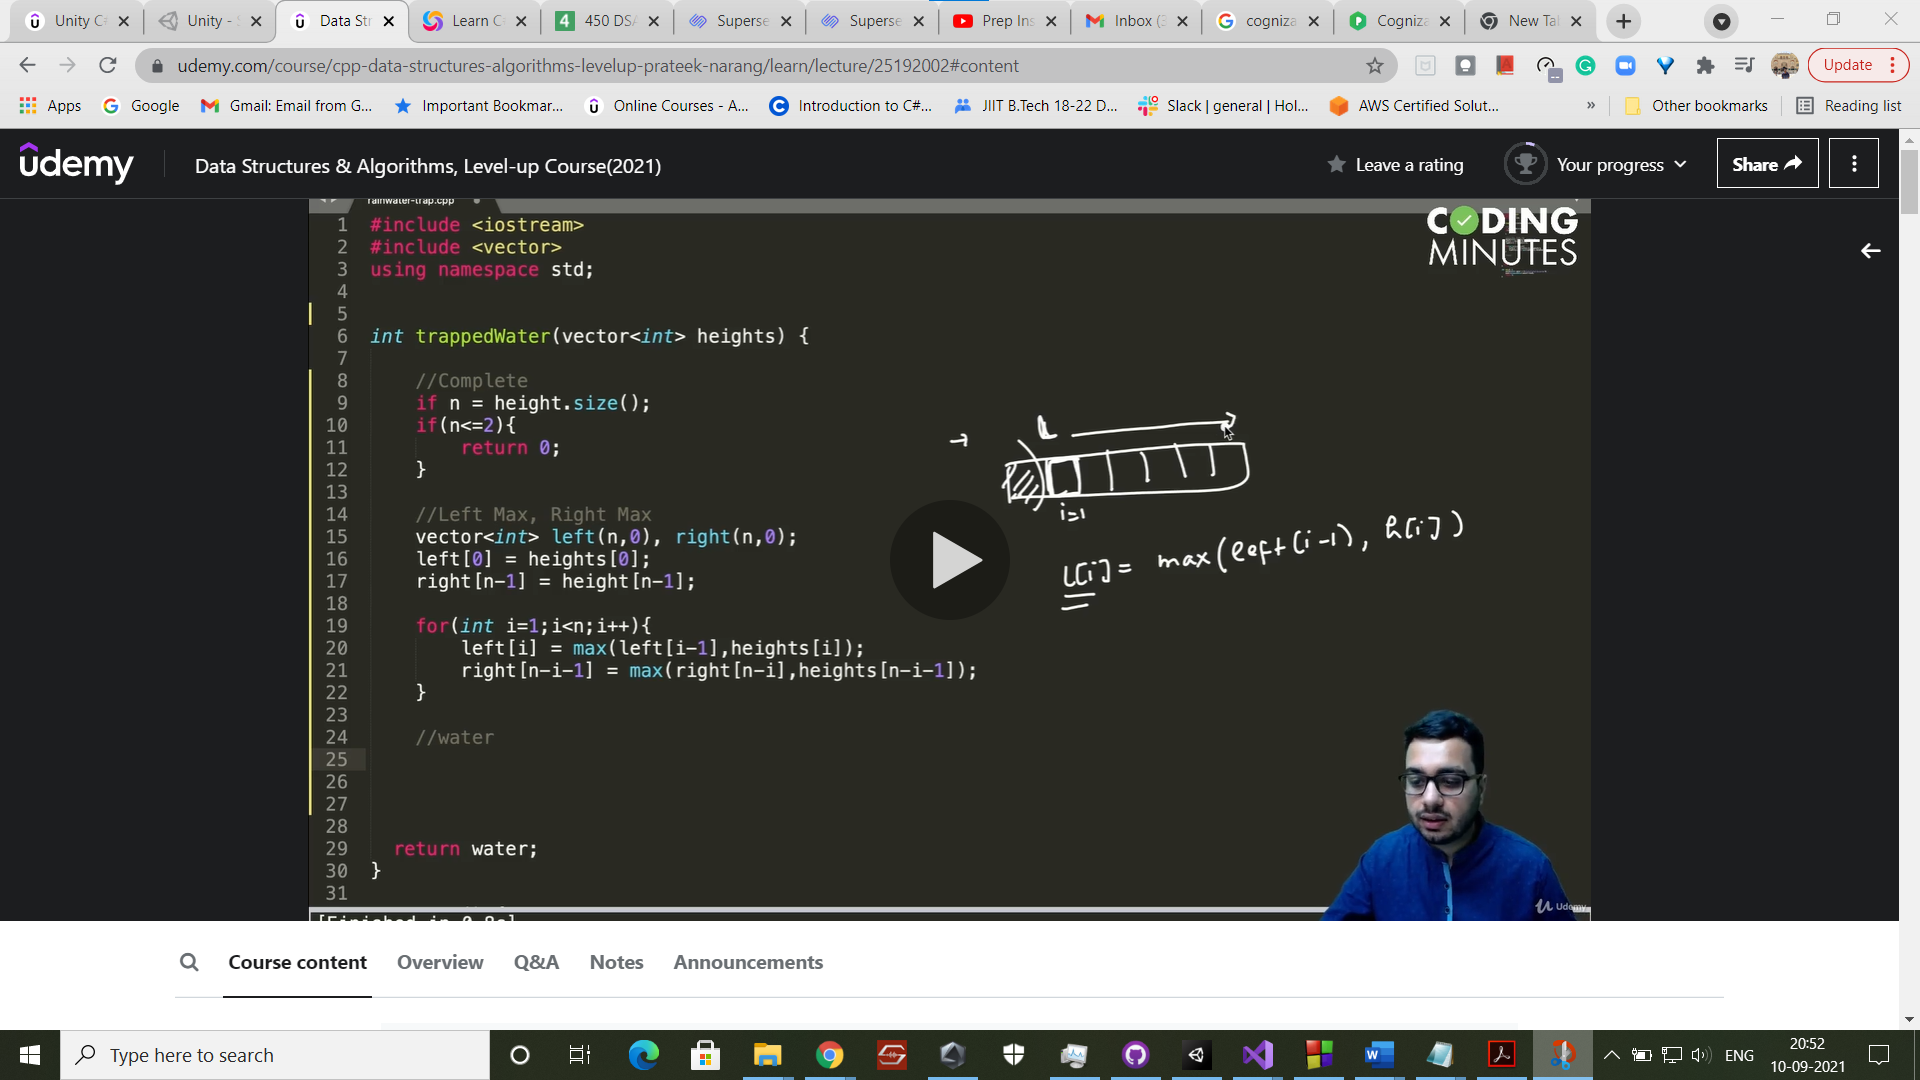 Unity C
Unity -
Data Str
Learn C
450 DS
Superse
Superse
Prep Ins
Inbox (3
cogniza
Cogniza
New Ta
udemy.com/course/cpp-data-structures-algorithms-levelup-prateek-narang/learn/lecture/25192002#content
Update
Apps
Google
Gmail: Email from G...
Important Bookmar...
Online Courses - A...
Introduction to C#...
JIIT B.Tech 18-22 D...
Slack | general | Hol...
AWS Certified Solut...
»
Other bookmarks
Reading list
ûdemy
Data Structures & Algorithms, Level-up Course(2021)
Leave a rating
Your progress
Share
rainwater-trap.cpp
CODING
MINUTES
1 #include <iostream>
2 #include <vector>
3 using namespace std;
4
5
6 int trappedWater(vector<int> heights) {
7
8 //Complete
9 if n = height.size();
10 if(n<=2){
11 return 0;
12 }
13
14 //Left Max, Right Max
15 vector<int> left(n,0), right(n,0);
16 left[0] = heights[0];
17 right[n-1] = height[n-1];
18
19 for(int i=1;i<n;i++){
20 left[i] = max(left[i-1],heights[i]);
21 right[n-i-1] = max(right[n-i],heights[n-i-1]);
22 }
23
24 //water
25
26
27
28
29 return water;
30 }
31
L
i=1
L[i] = max(left(i-1), h[i])
[Finished in 0.8s]
Udemy
Course content
Overview
Q&A
Notes
Announcements
Type here to search
ENG
20:52
10-09-2021